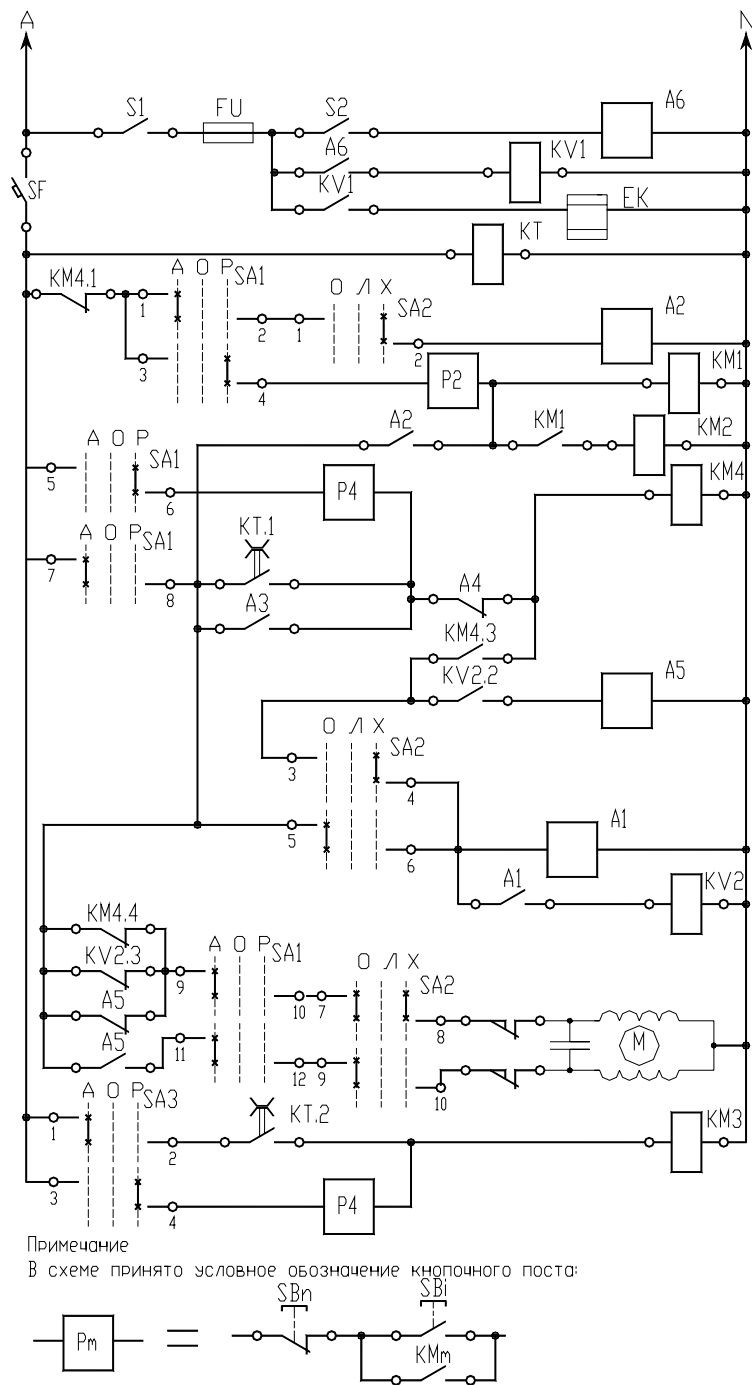 A N
S1 FU S2 A6
A6 KV1
KV1 EK
SF
KT
KM4.1 А О Р SA1
О Л Х SA2 A2
1 2 1 2
3 4 P2 KM1
A2 KM1 KM2
А О Р SA1 KM4
5 6 P4
А О Р SA1 KT.1
7 8 A4
A3
KM4.3
KV2.2 A5
О Л Х SA2
3 4
A1
5 6
A1 KV2
KM4.4
KV2.3 А О Р SA1 О Л Х SA2
9
A5 10 7 8
A5 11 M
12 9 10
А О Р SA3 KT.2 KM3
1 2
3 4 P4
Примечание
В схеме принято условное обозначение кнопочного поста:
SBn SBi
Pm = KMm